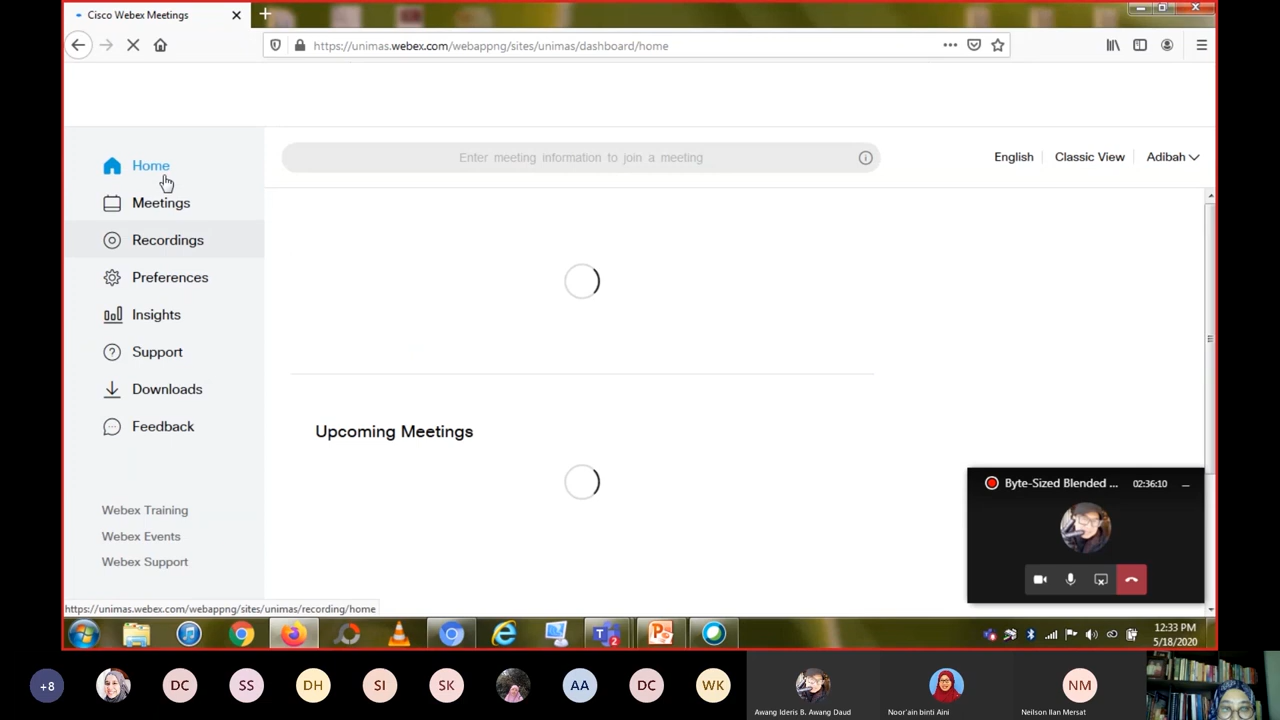 Cisco Webex Meetings
https://unimas.webex.com/webappng/sites/unimas/dashboard/home
Home
Meetings
Recordings
Preferences
Insights
Support
Downloads
Feedback
Webex Training
Webex Events
Webex Support
Enter meeting information to join a meeting
English
Classic View
Adibah
Upcoming Meetings
Byte-Sized Blended ...
02:36:10
https://unimas.webex.com/webappng/sites/unimas/recording/home
12:33 PM
5/18/2020
+8
DC
SS
DH
SI
SK
AA
DC
WK
Awang Ideris B. Awang Daud
Noor'ain binti Aini
NM
Neilson Ilan Mersat